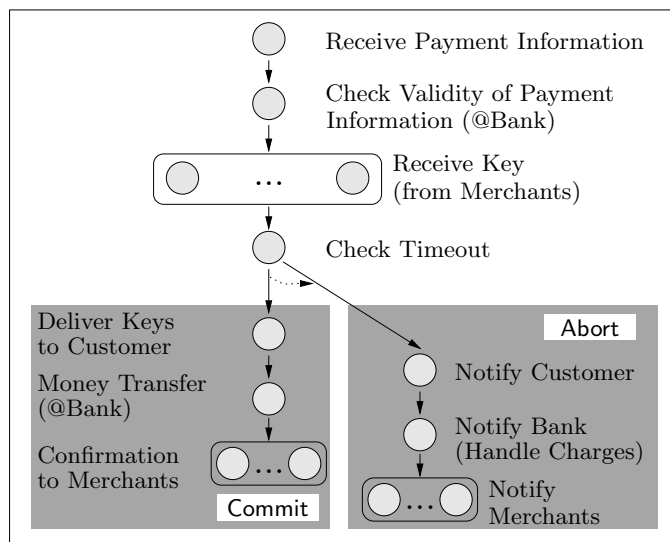 Receive Payment Information
Check Validity of Payment
Information (@Bank)
...
Receive Key
(from Merchants)
Check Timeout
Deliver Keys
to Customer
Money Transfer
(@Bank)
Confirmation
to Merchants
...
Commit
Abort
Notify Customer
Notify Bank
(Handle Charges)
...
Notify
Merchants